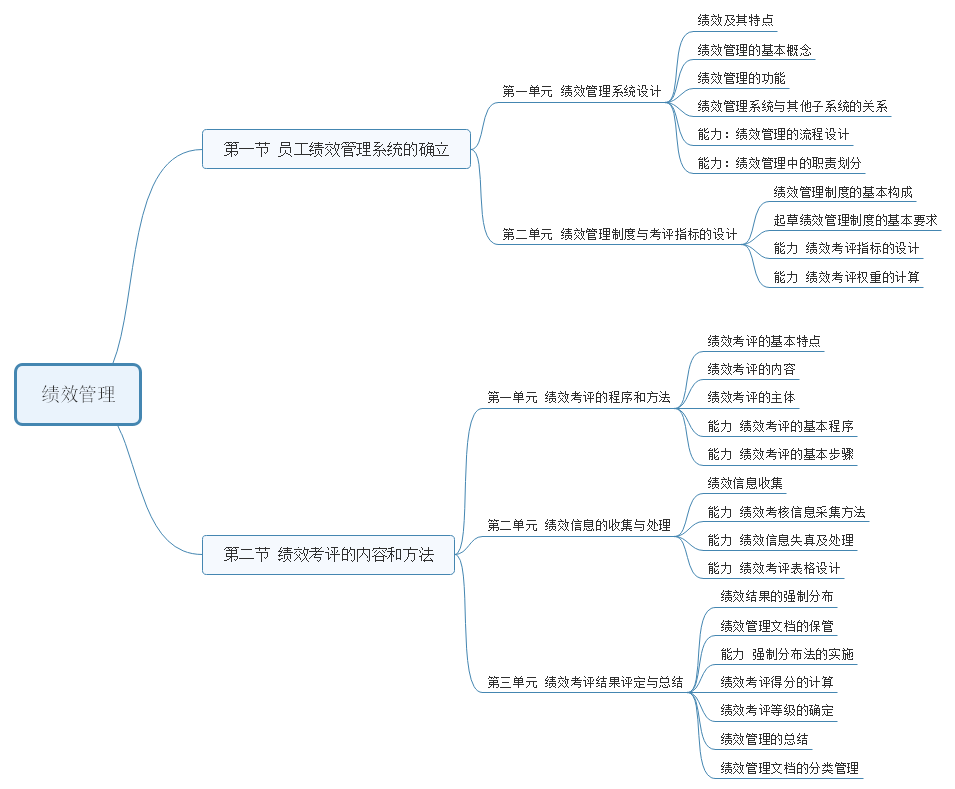 绩效管理
第一节 员工绩效管理系统的确立
第一单元 绩效管理系统设计
绩效及其特点
绩效管理的基本概念
绩效管理的功能
绩效管理系统与其他子系统的关系
能力：绩效管理的流程设计
能力：绩效管理中的职责划分
第二单元 绩效管理制度与考评指标的设计
绩效管理制度的基本构成
起草绩效管理制度的基本要求
能力 绩效考评指标的设计
能力 绩效考评权重的计算
第二节 绩效考评的内容和方法
第一单元 绩效考评的程序和方法
绩效考评的基本特点
绩效考评的内容
绩效考评的主体
能力 绩效考评的基本程序
能力 绩效考评的基本步骤
第二单元 绩效信息的收集与处理
绩效信息收集
能力 绩效考核信息采集方法
能力 绩效信息失真及处理
能力 绩效考评表格设计
第三单元 绩效考评结果评定与总结
绩效结果的强制分布
绩效管理文档的保管
能力 强制分布法的实施
绩效考评得分的计算
绩效考评等级的确定
绩效管理的总结
绩效管理文档的分类管理